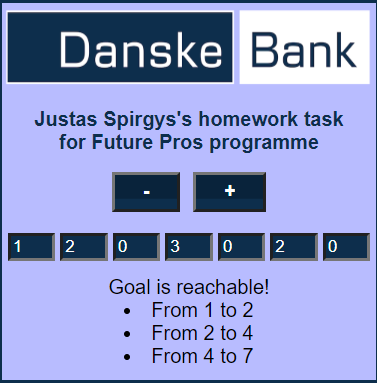 Danske Bank
Justas Spirgys's homework task
for Future Pros programme
- +
1 2 0 3 0 2 0
Goal is reachable!
• From 1 to 2
• From 2 to 4
• From 4 to 7